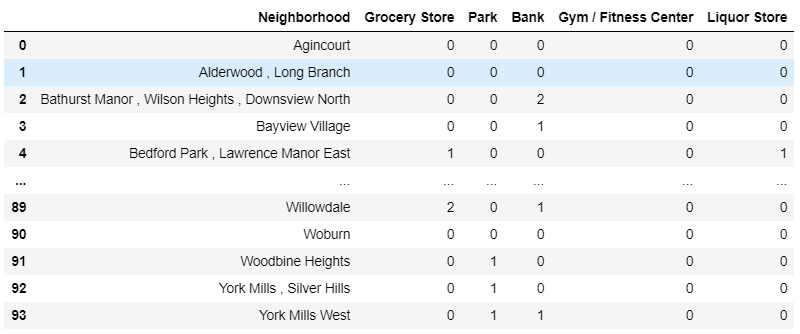 Neighborhood Grocery Store Park Bank Gym / Fitness Center Liquor Store
0 Agincourt 0 0 0 0 0
1 Alderwood , Long Branch 0 0 0 0 0
2 Bathurst Manor , Wilson Heights , Downsview North 0 0 2 0 0
3 Bayview Village 0 0 1 0 0
4 Bedford Park , Lawrence Manor East 1 0 0 0 1
... ... ... ... ... ... ...
89 Willowdale 2 0 1 0 0
90 Woburn 0 0 0 0 0
91 Woodbine Heights 0 1 0 0 0
92 York Mills , Silver Hills 0 1 0 0 0
93 York Mills West 0 1 1 0 0